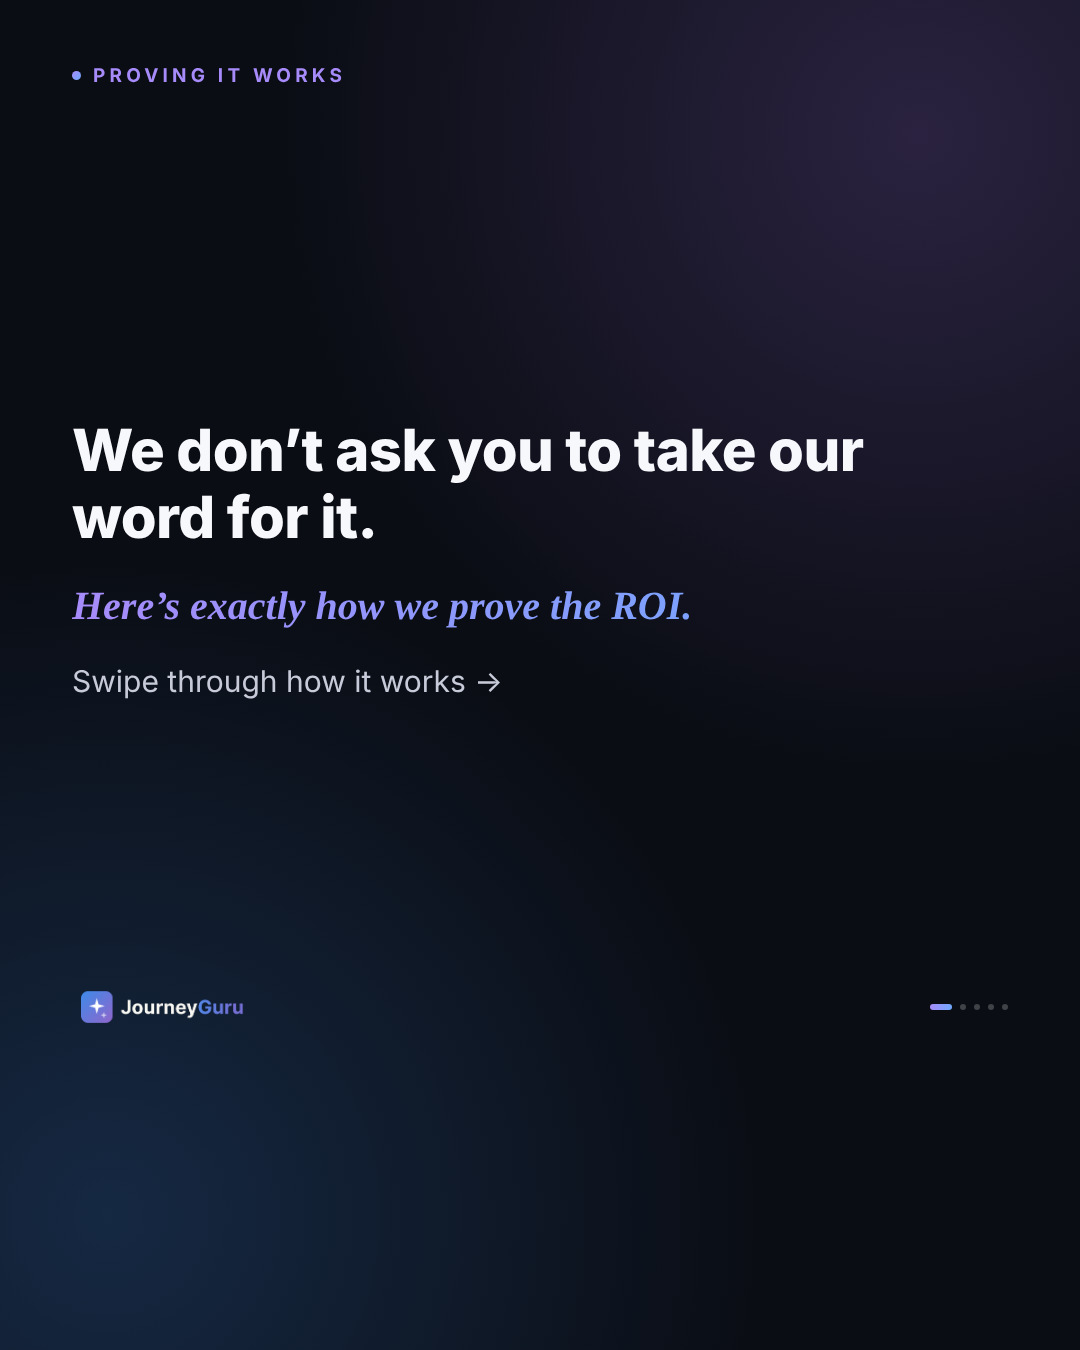 PROVING IT WORKS
We don’t ask you to take our
word for it.
Here’s exactly how we prove the ROI.
Swipe through how it works →
JourneyGuru